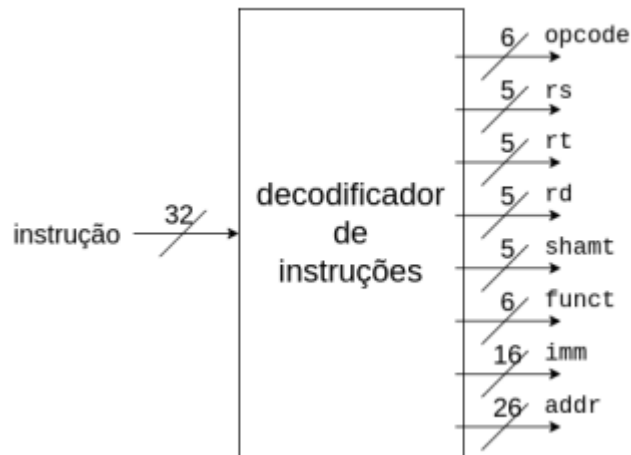 6 opcode
5 rs
5 rt
5 rd
5 shamt
6 funct
16 imm
26 addr
instrução 32
decodificador
de
instruções